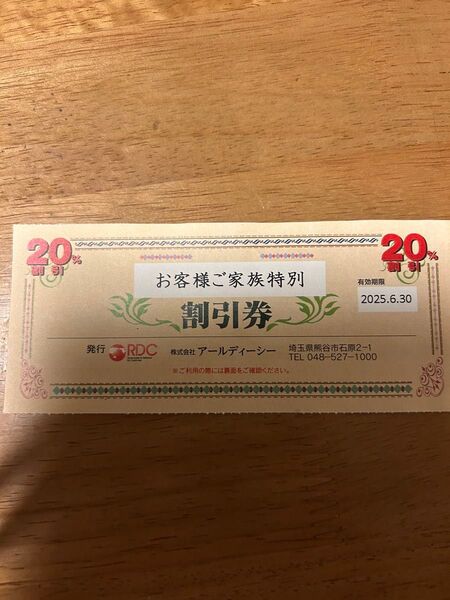 20%
割引
20%
割引
お客様ご家族特別
割引券
有効期限
2025.6.30
発行 RDC 株式会社 アールディーシー
埼玉県熊谷市石原2-1
TEL 048-527-1000
※ご利用の際には裏面をご確認ください。